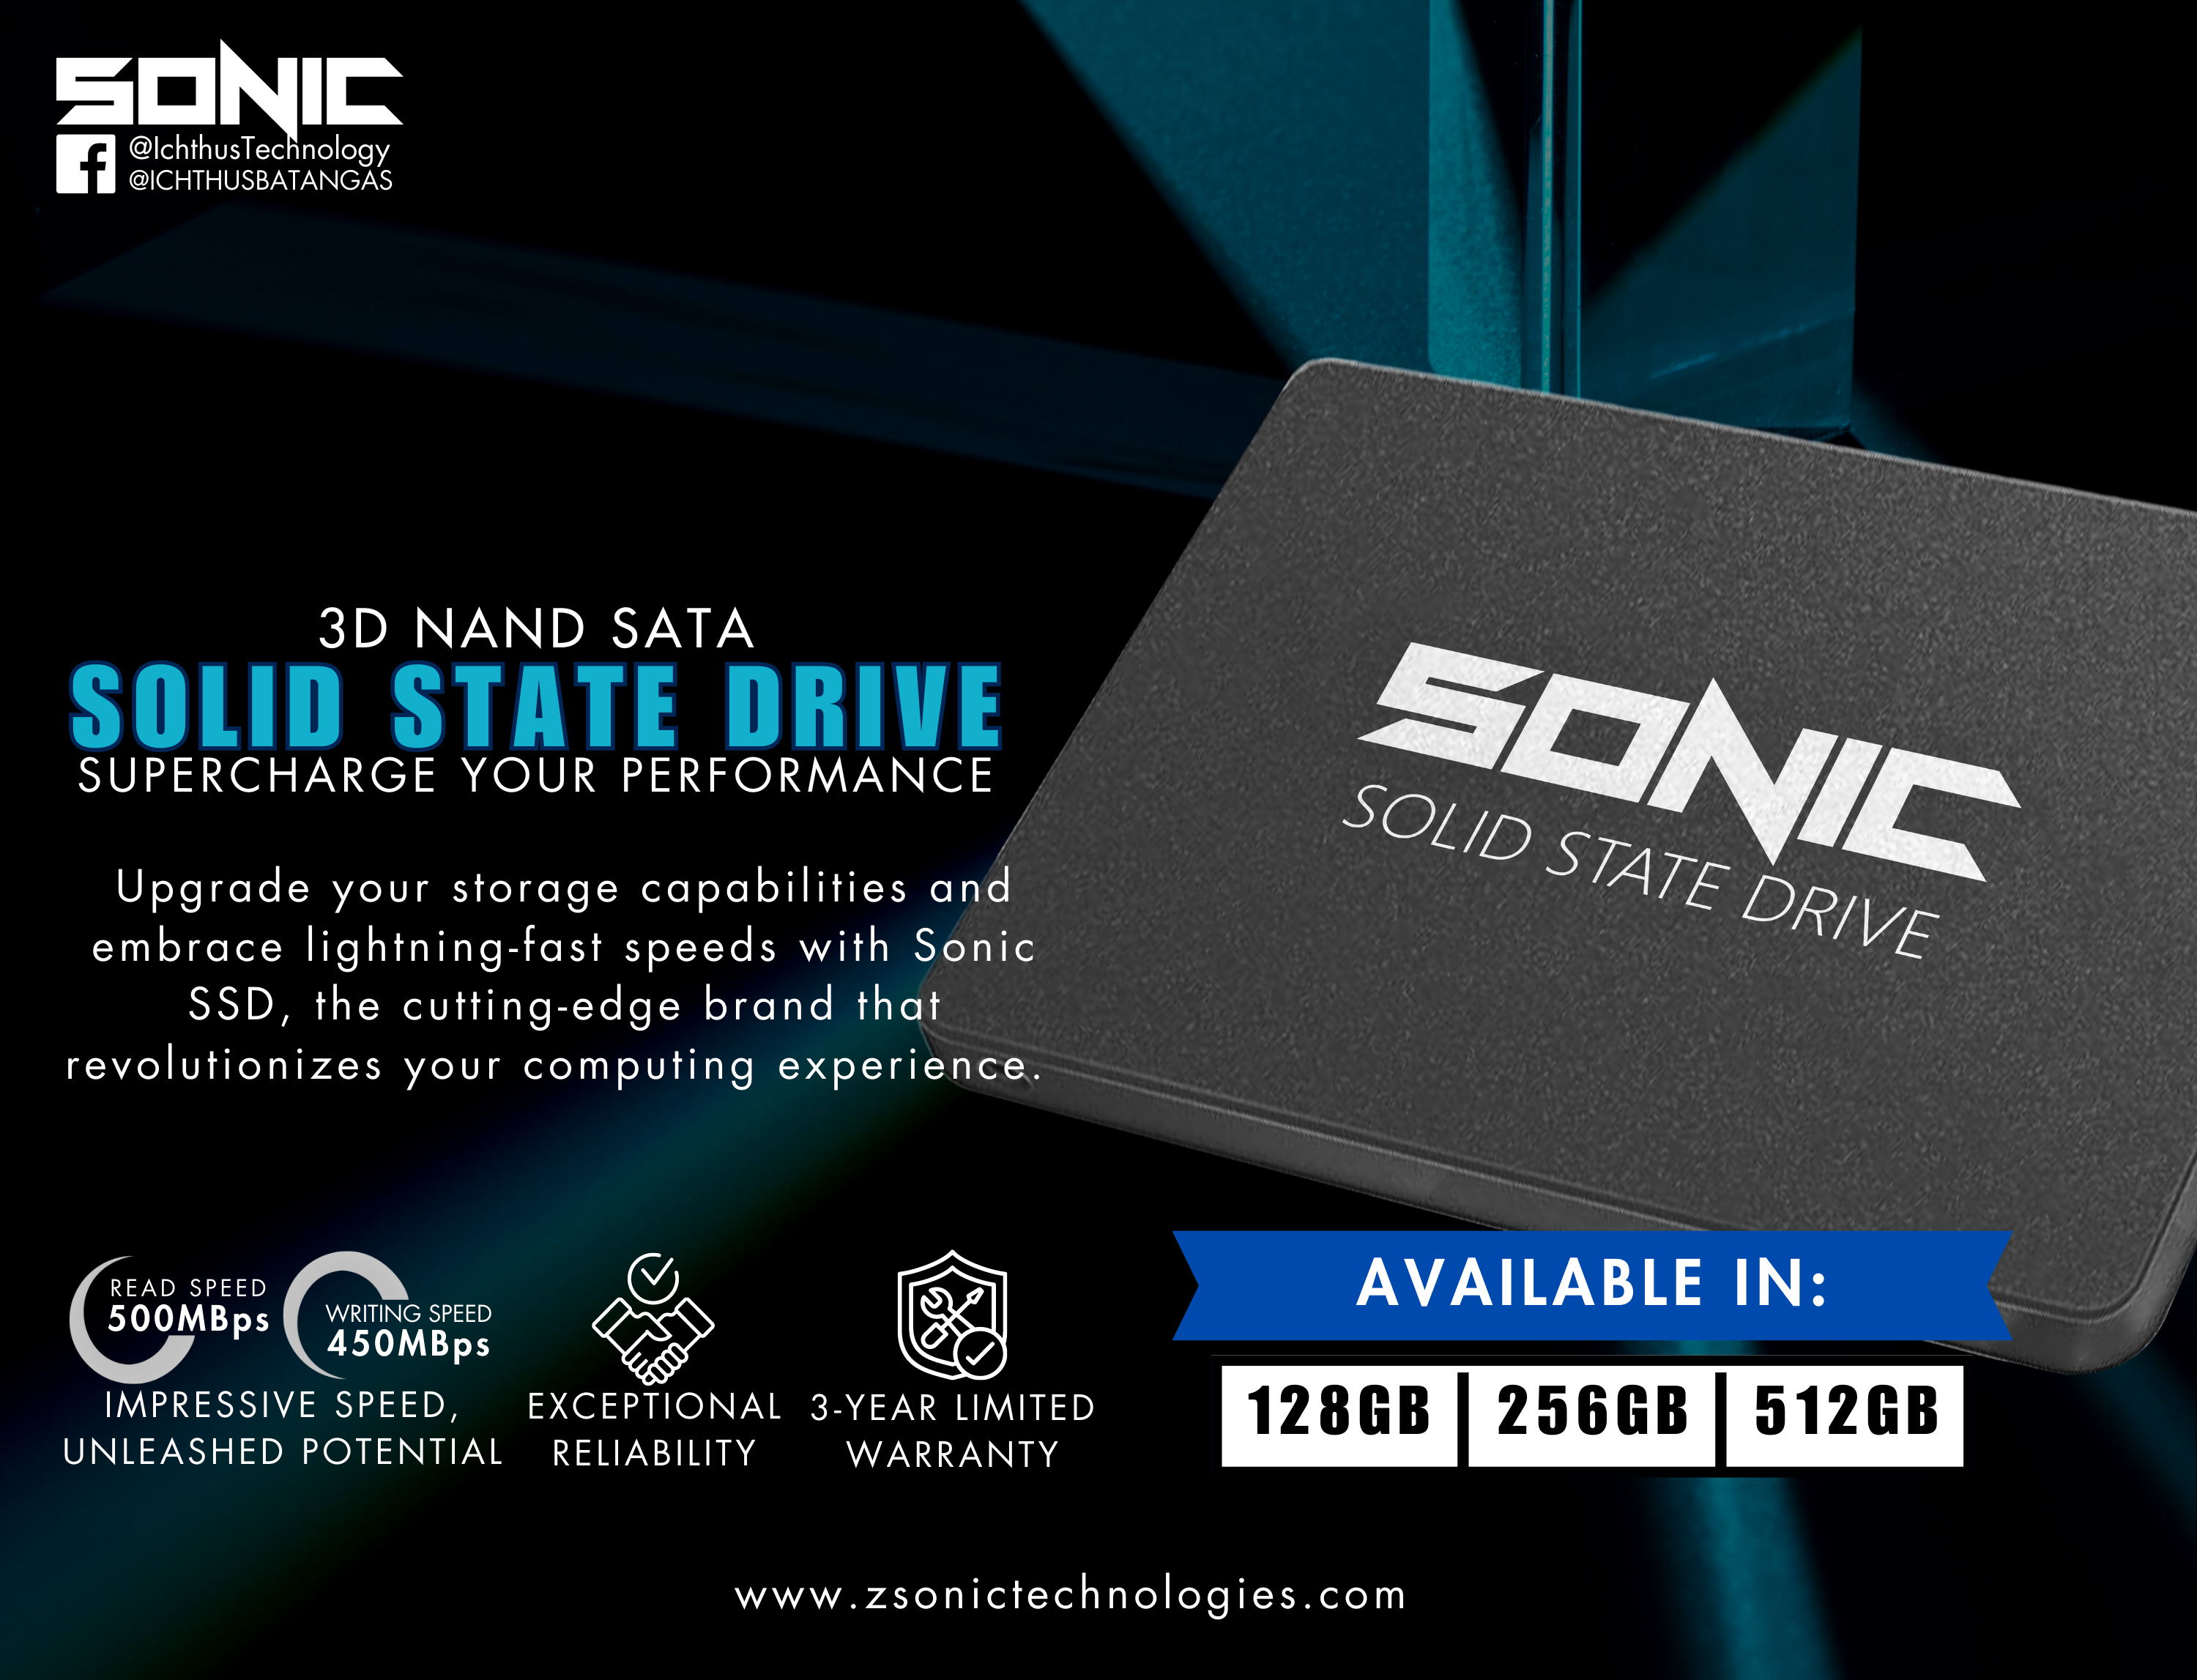 SONIC
@IchthusTechnology
@ICHTHUSBATANGAS
3D NAND SATA
SOLID STATE DRIVE
SUPERCHARGE YOUR PERFORMANCE
Upgrade your storage capabilities and
embrace lightning-fast speeds with Sonic
SSD, the cutting-edge brand that
revolutionizes your computing experience.
SONIC
SOLID STATE DRIVE
READ SPEED
500MBps
WRITING SPEED
450MBps
IMPRESSIVE SPEED,
UNLEASHED POTENTIAL
EXCEPTIONAL
RELIABILITY
3-YEAR LIMITED
WARRANTY
AVAILABLE IN:
128GB
256GB
512GB
www.zsonictechnologies.com